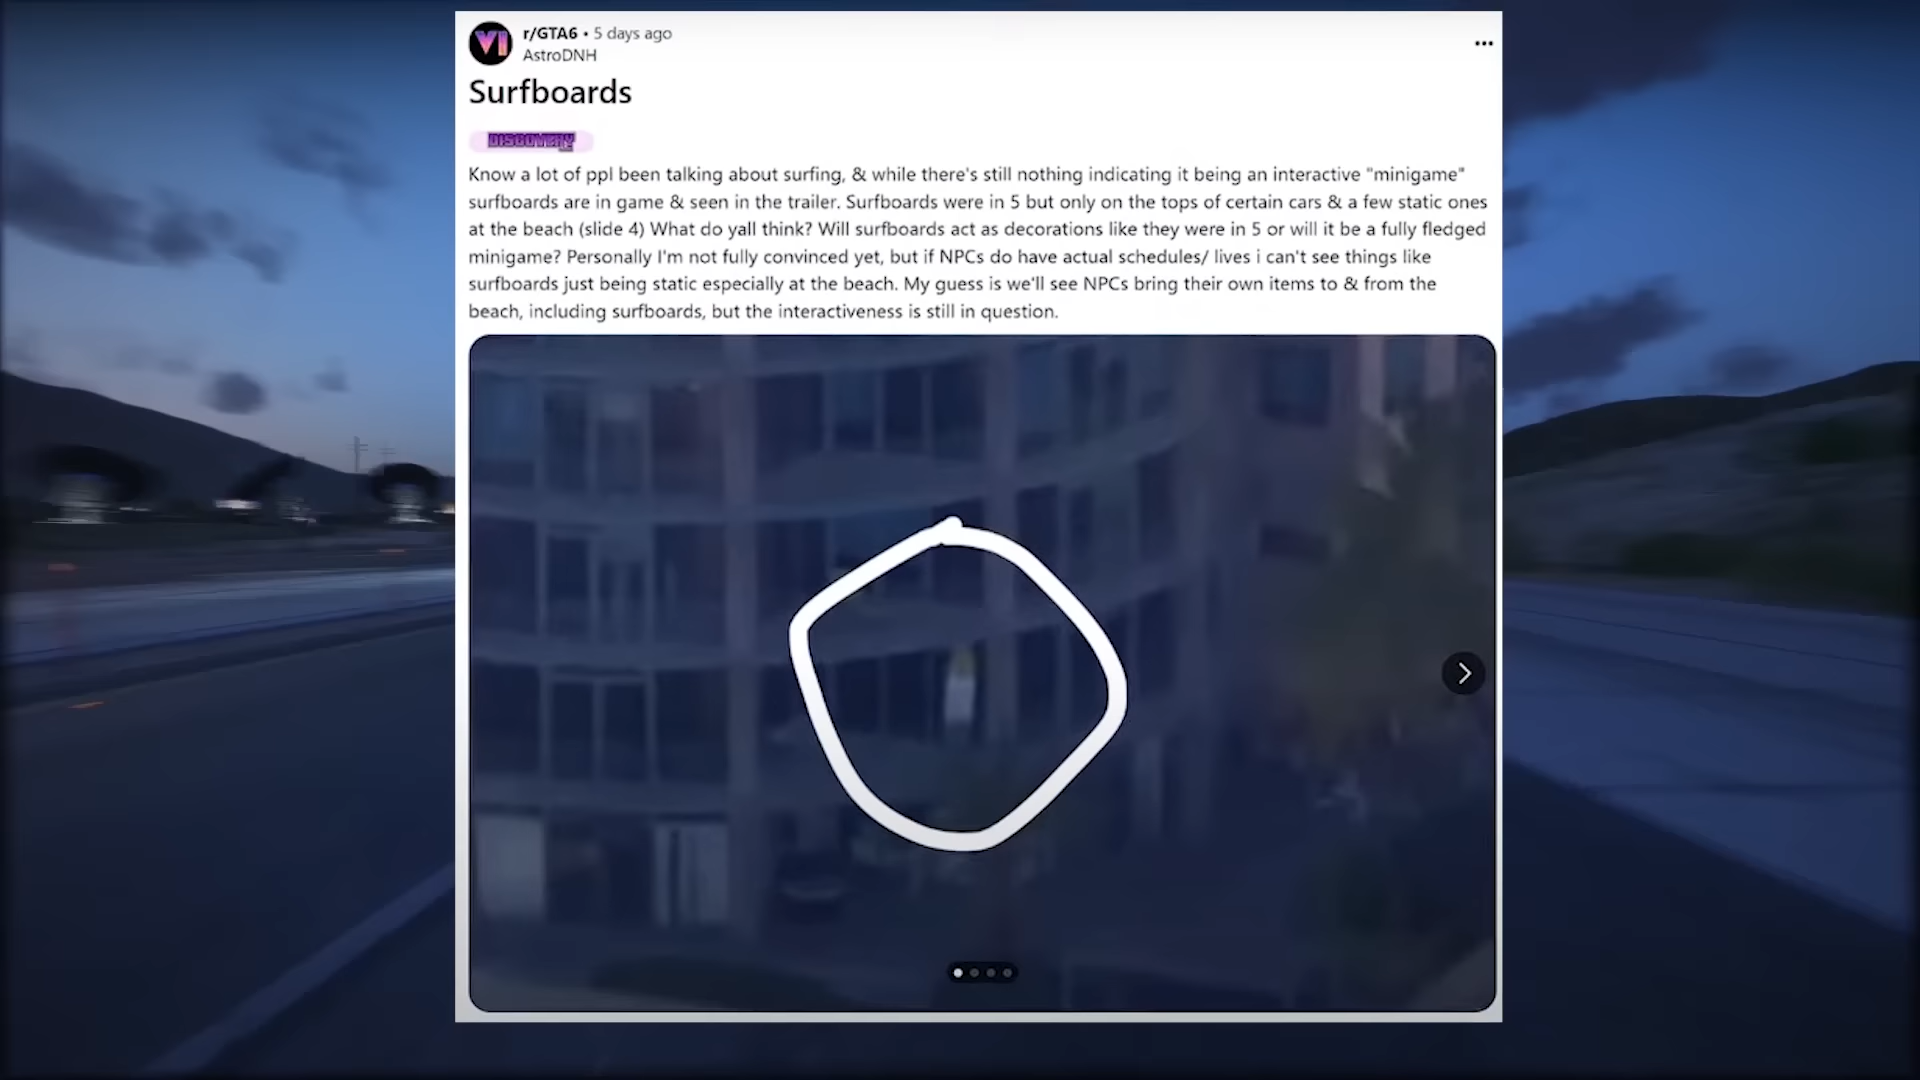 VI
r/GTA6 • 5 days ago
AstroDNH
Surfboards
DISCOVERY
Know a lot of ppl been talking about surfing, & while there's still nothing indicating it being an interactive "minigame"
surfboards are in game & seen in the trailer. Surfboards were in 5 but only on the tops of certain cars & a few static ones
at the beach (slide 4) What do yall think? Will surfboards act as decorations like they were in 5 or will it be a fully fledged
minigame? Personally I'm not fully convinced yet, but if NPCs do have actual schedules/ lives i can't see things like
surfboards just being static especially at the beach. My guess is we'll see NPCs bring their own items to & from the
beach, including surfboards, but the interactiveness is still in question.